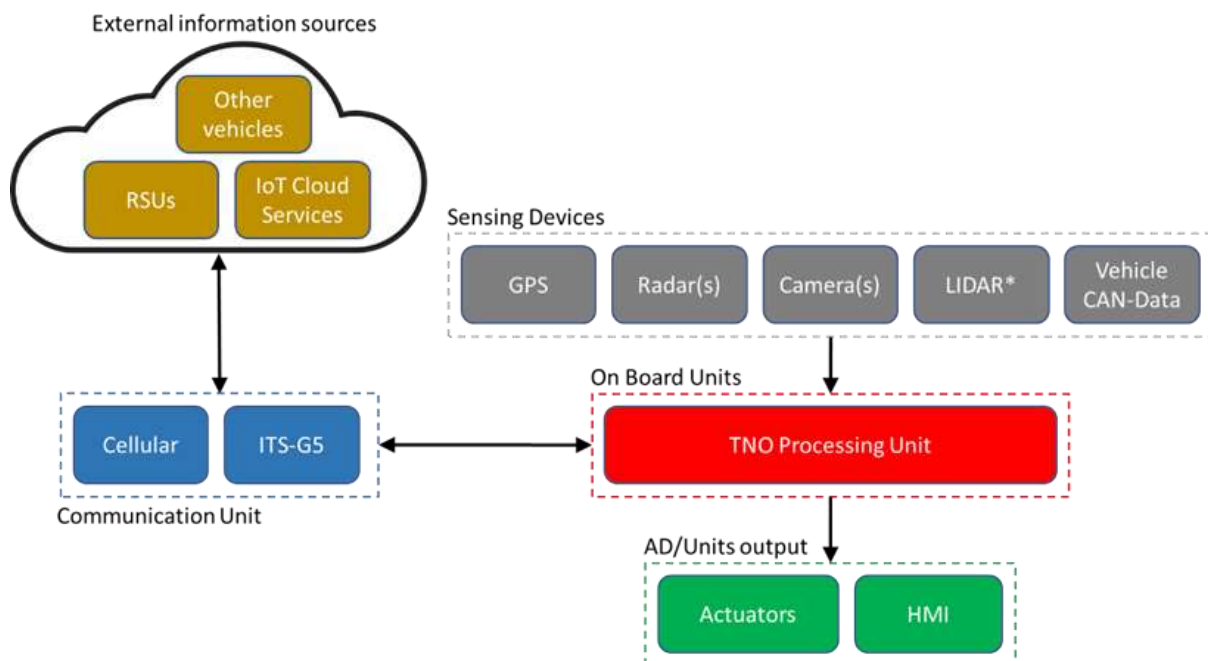 External information sources
Other
vehicles
RSUs
IoT Cloud
Services
Sensing Devices
GPS
Radar(s)
Camera(s)
LIDAR*
Vehicle
CAN-Data
On Board Units
TNO Processing Unit
Cellular
ITS-G5
Communication Unit
AD/Units output
Actuators
HMI